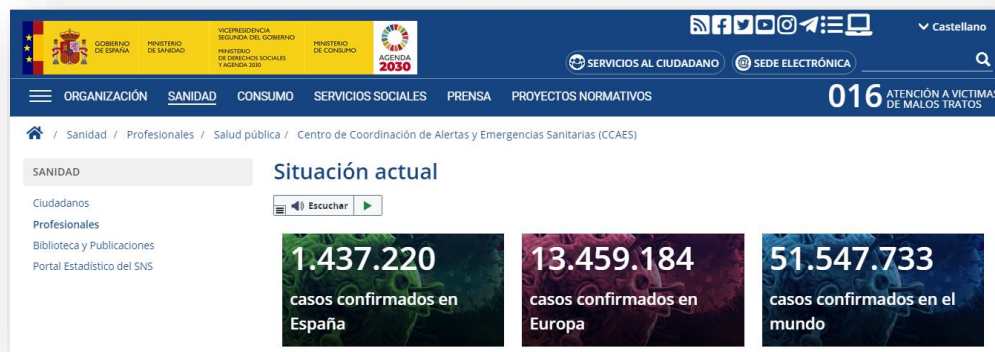 GOBIERNO
DE ESPAÑA
MINISTERIO
DE SANIDAD
VICEPRESIDENCIA
SEGUNDA DEL GOBIERNO
MINISTERIO
DE DERECHOS SOCIALES
Y AGENDA 2030
MINISTERIO
DE CONSUMO
AGENDA
2030
Castellano
SERVICIOS AL CIUDADANO
@ SEDE ELECTRÓNICA
ORGANIZACIÓN SANIDAD CONSUMO SERVICIOS SOCIALES PRENSA PROYECTOS NORMATIVOS
016 ATENCIÓN A VICTIMAS
DE MALOS TRATOS
/ Sanidad / Profesionales / Salud pública / Centro de Coordinación de Alertas y Emergencias Sanitarias (CCAES)
SANIDAD
Ciudadanos
Profesionales
Biblioteca y Publicaciones
Portal Estadístico del SNS
Situación actual
Escuchar
1.437.220
casos confirmados en
España
13.459.184
casos confirmados en
Europa
51.547.733
casos confirmados en el
mundo